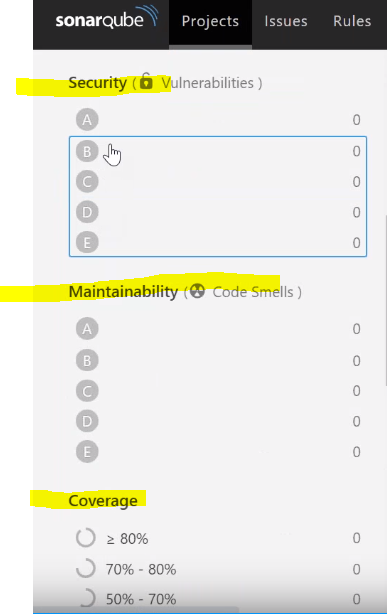 sonarqube Projects Issues Rules
Security ( Vulnerabilities )
A 0
B 0
C 0
D 0
E 0
Maintainability ( Code Smells )
A 0
B 0
C 0
D 0
E 0
Coverage
≥ 80% 0
70% - 80% 0
50% - 70% 0